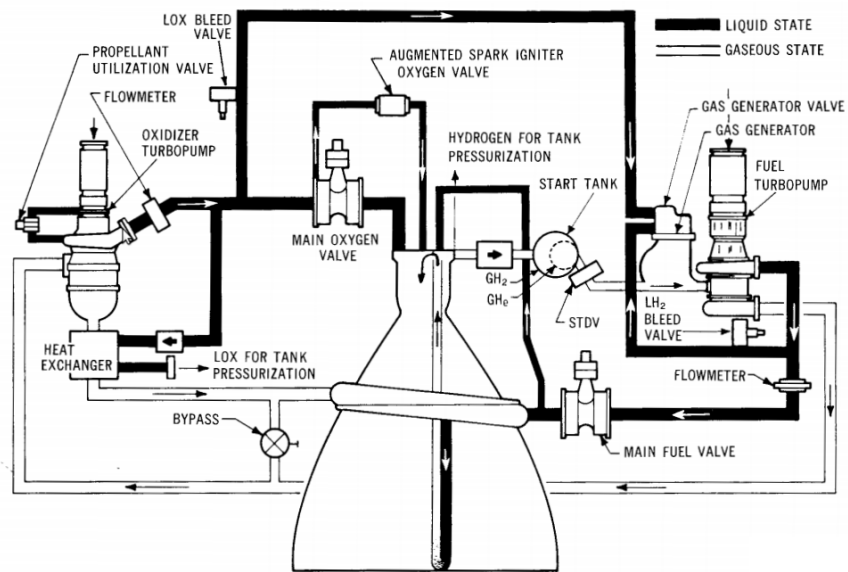 LOX BLEED
VALVE
LIQUID STATE
GASEOUS STATE
PROPELLANT
UTILIZATION VALVE
AUGMENTED SPARK IGNITER
OXYGEN VALVE
FLOWMETER
GAS GENERATOR VALVE
GAS GENERATOR
OXIDIZER
TURBOPUMP
HYDROGEN FOR TANK
PRESSURIZATION
FUEL
TURBOPUMP
START TANK
MAIN OXYGEN
VALVE
GH2
GHe
STDV
LH2
BLEED
VALVE
HEAT
EXCHANGER
LOX FOR TANK
PRESSURIZATION
FLOWMETER
BYPASS
MAIN FUEL VALVE